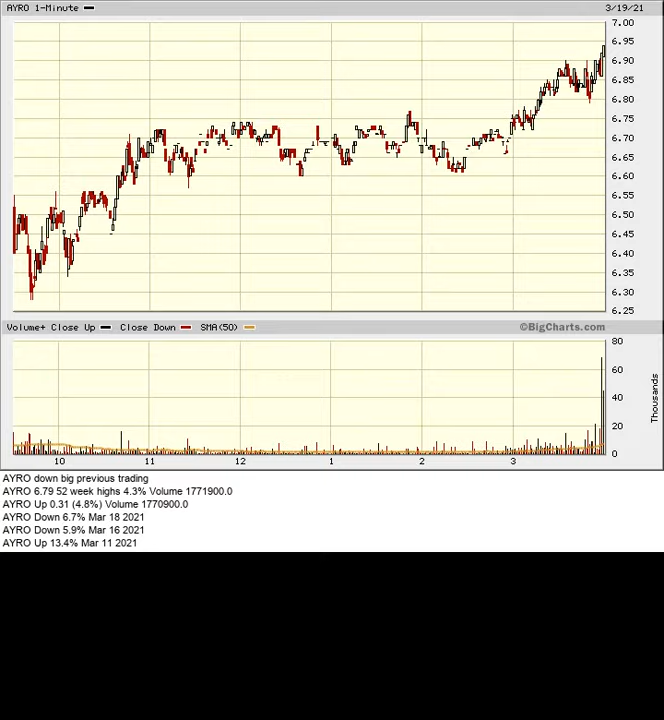 AYRO 1-Minute 3/19/21
7.00
6.95
6.90
6.85
6.80
6.75
6.70
6.65
6.60
6.55
6.50
6.45
6.40
6.35
6.30
6.25
Volume+ Close Up Close Down SMA(50) ©BigCharts.com
80
60
40
20
0
Thousands
10 11 12 1 2 3
AYRO down big previous trading
AYRO 6.79 52 week highs 4.3% Volume 1771900.0
AYRO Up 0.31 (4.8%) Volume 1770900.0
AYRO Down 6.7% Mar 18 2021
AYRO Down 5.9% Mar 16 2021
AYRO Up 13.4% Mar 11 2021